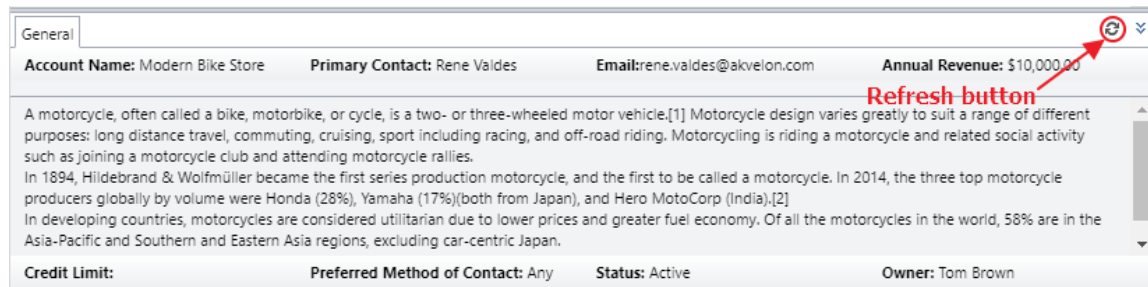 General
Account Name: Modern Bike Store Primary Contact: Rene Valdes Email:rene.valdes@akvelon.com Annual Revenue: $10,000.00
Refresh button
A motorcycle, often called a bike, motorbike, or cycle, is a two- or three-wheeled motor vehicle.[1] Motorcycle design varies greatly to suit a range of different
purposes: long distance travel, commuting, cruising, sport including racing, and off-road riding. Motorcycling is riding a motorcycle and related social activity
such as joining a motorcycle club and attending motorcycle rallies.
In 1894, Hildebrand & Wolfmüller became the first series production motorcycle, and the first to be called a motorcycle. In 2014, the three top motorcycle
producers globally by volume were Honda (28%), Yamaha (17%)(both from Japan), and Hero MotoCorp (India).[2]
In developing countries, motorcycles are considered utilitarian due to lower prices and greater fuel economy. Of all the motorcycles in the world, 58% are in the
Asia-Pacific and Southern and Eastern Asia regions, excluding car-centric Japan.
Credit Limit: Preferred Method of Contact: Any Status: Active Owner: Tom Brown